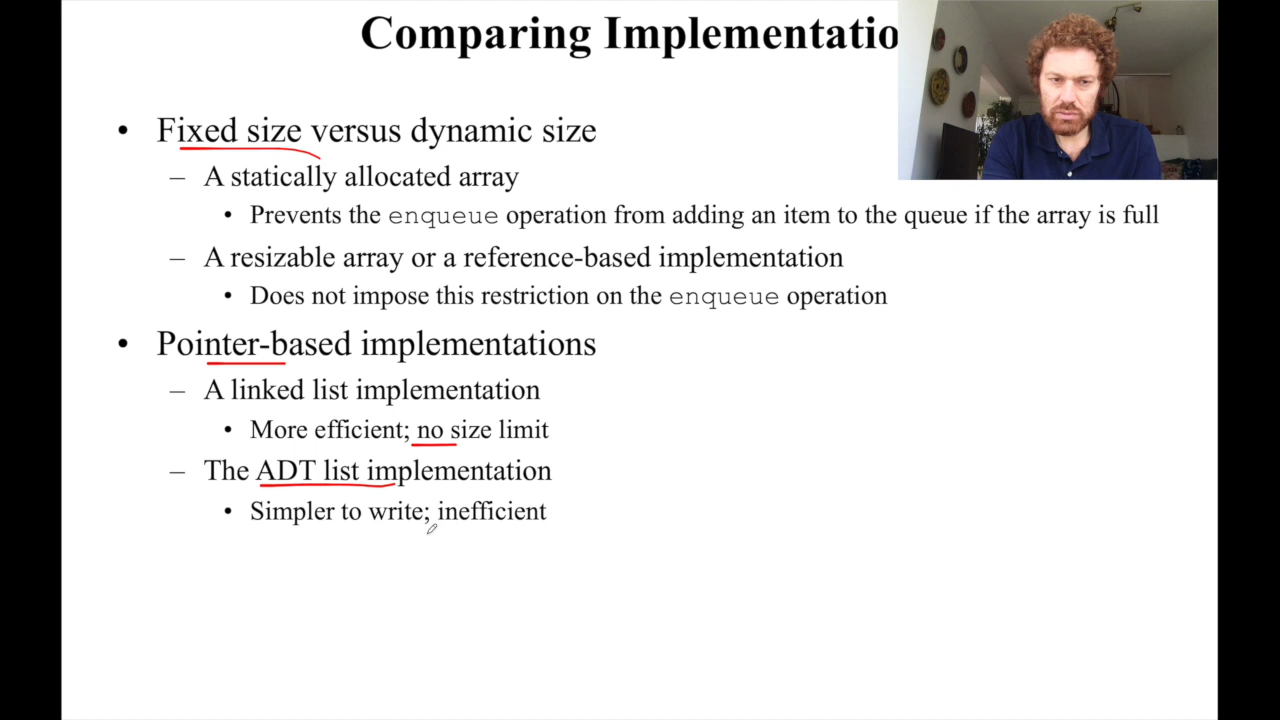 Comparing Implementatio
• Fixed size versus dynamic size
– A statically allocated array
• Prevents the enqueue operation from adding an item to the queue if the array is full
– A resizable array or a reference-based implementation
• Does not impose this restriction on the enqueue operation
• Pointer-based implementations
– A linked list implementation
• More efficient; no size limit
– The ADT list implementation
• Simpler to write; inefficient